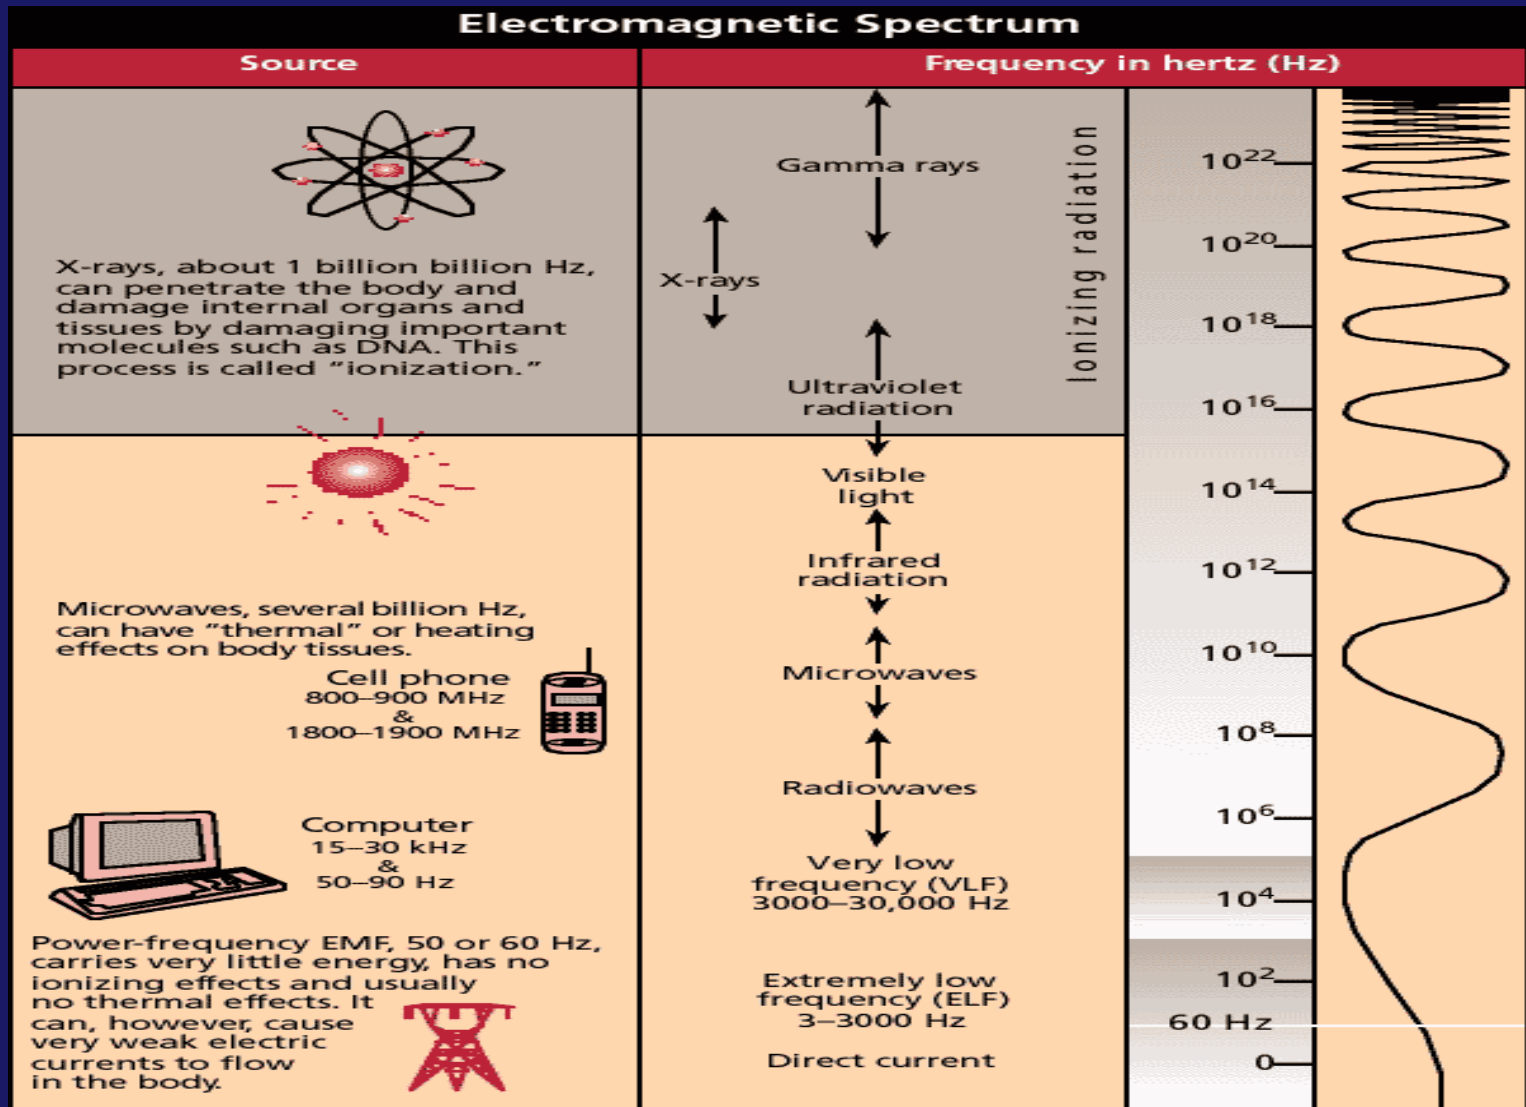 Electromagnetic Spectrum
Source
Frequency in hertz (Hz)
X-rays, about 1 billion billion Hz,
can penetrate the body and
damage internal organs and
tissues by damaging important
molecules such as DNA. This
process is called “ionization.”
Microwaves, several billion Hz,
can have “thermal” or heating
effects on body tissues.
Cell phone
800–900 MHz
&
1800–1900 MHz
Computer
15–30 kHz
&
50–90 Hz
Power-frequency EMF, 50 or 60 Hz,
carries very little energy, has no
ionizing effects and usually
no thermal effects. It
can, however, cause
very weak electric
currents to flow
in the body.
Gamma rays
X-rays
Ultraviolet
radiation
Ionizing radiation
Visible
light
Infrared
radiation
Microwaves
Radiowaves
Very low
frequency (VLF)
3000–30,000 Hz
Extremely low
frequency (ELF)
3–3000 Hz
Direct current
10²²
10²⁰
10¹⁸
10¹⁶
10¹⁴
10¹²
10¹⁰
10⁸
10⁶
10⁴
10²
60 Hz
0